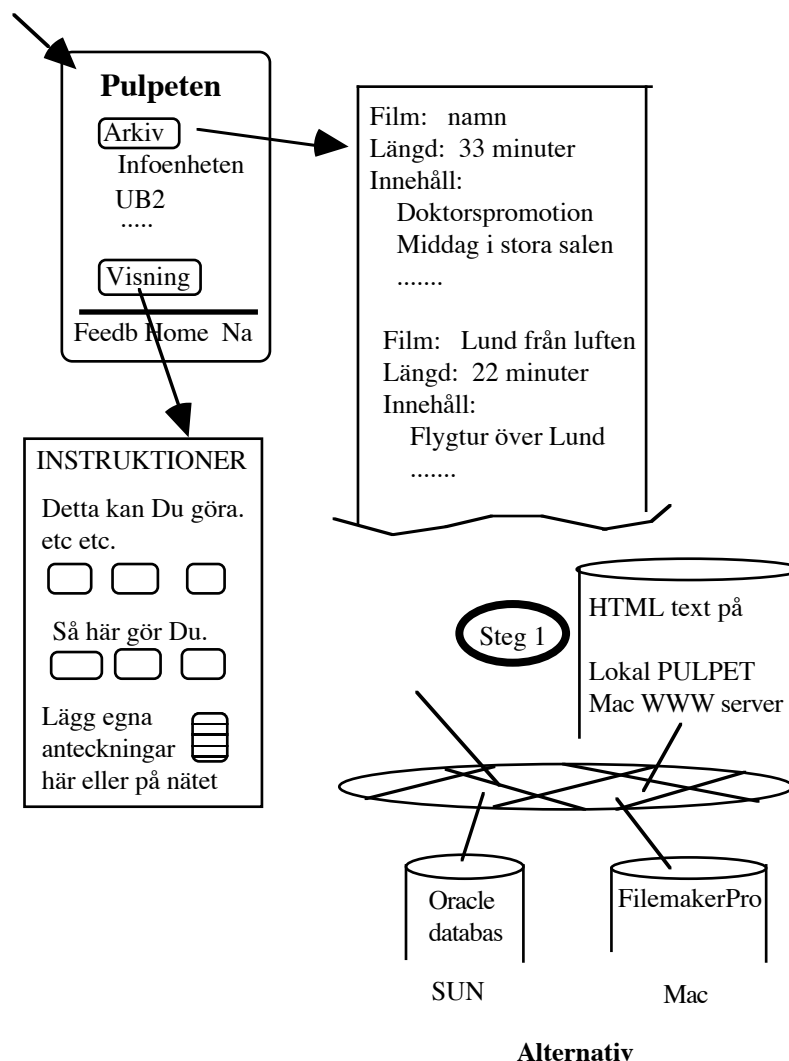 Pulpeten
Arkiv
Infoenheten
UB2
.....
Visning
Feedb Home Na
Film: namn
Längd: 33 minuter
Innehåll:
Doktorspromotion
Middag i stora salen
.......
Film: Lund från luften
Längd: 22 minuter
Innehåll:
Flygtur över Lund
.......
INSTRUKTIONER
Detta kan Du göra.
etc etc.
Så här gör Du.
Lägg egna
anteckningar
här eller på nätet
Steg 1
HTML text på
Lokal PULPET
Mac WWW server
Oracle
databas
SUN
FilemakerPro
Mac
Alternativ